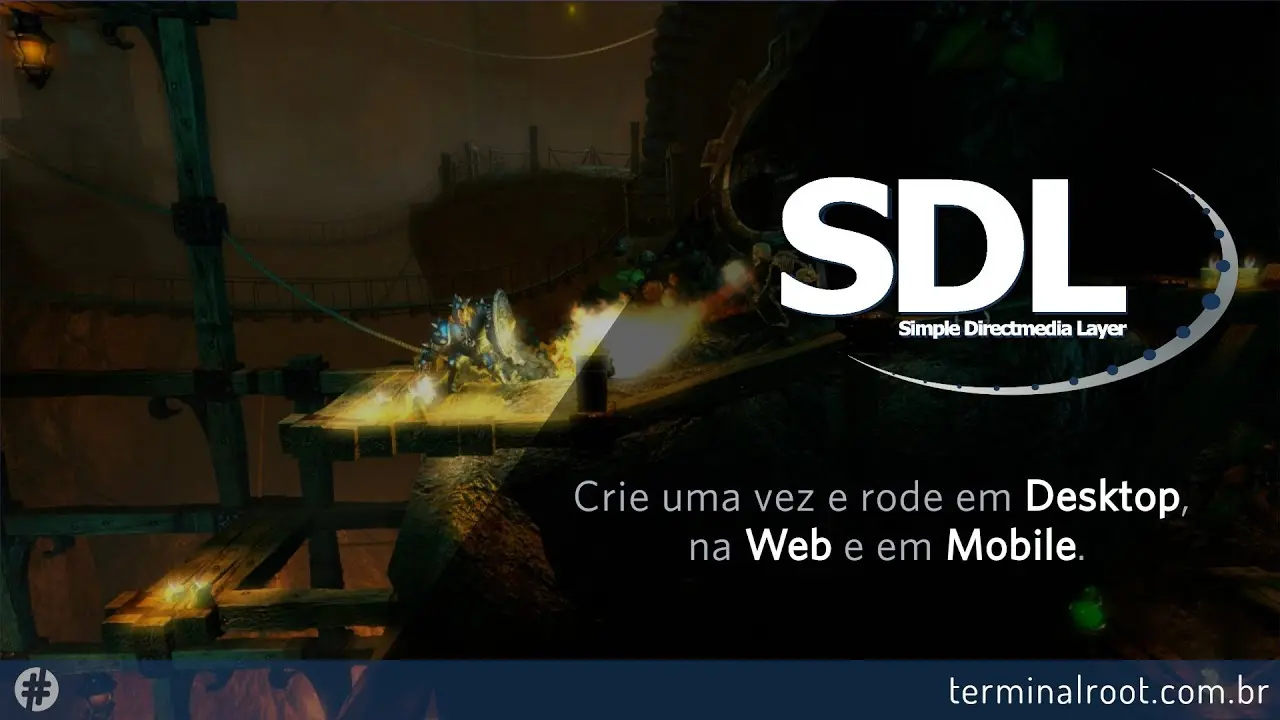 SDL
Simple Directmedia Layer
Crie uma vez e rode em Desktop,
na Web e em Mobile.
#
terminalroot.com.br